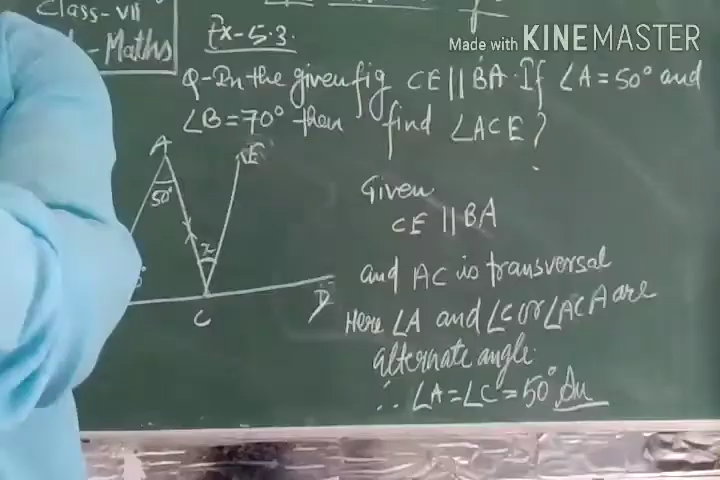 Class-VII
Maths
Ex-5.3.
Made with KINEMASTER
Q-In the given fig CE || BA. If ∠A=50° and
∠B=70° then find ∠ACE?
A
E
50°
x
C
D
Given
CE || BA
and AC is transversal
Here ∠A and ∠C or ∠ACA are
alternate angle.
∴ ∠A=∠C=50° Ans